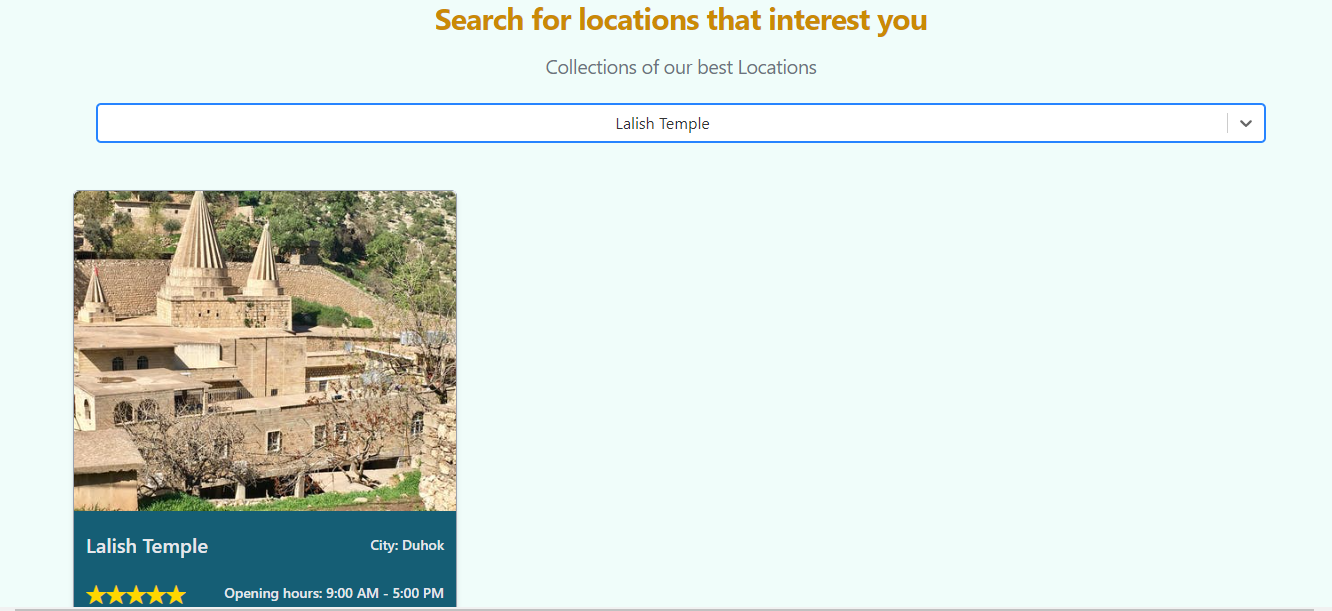 Search for locations that interest you
Collections of our best Locations
Lalish Temple
Lalish Temple
City: Duhok
Opening hours: 9:00 AM - 5:00 PM